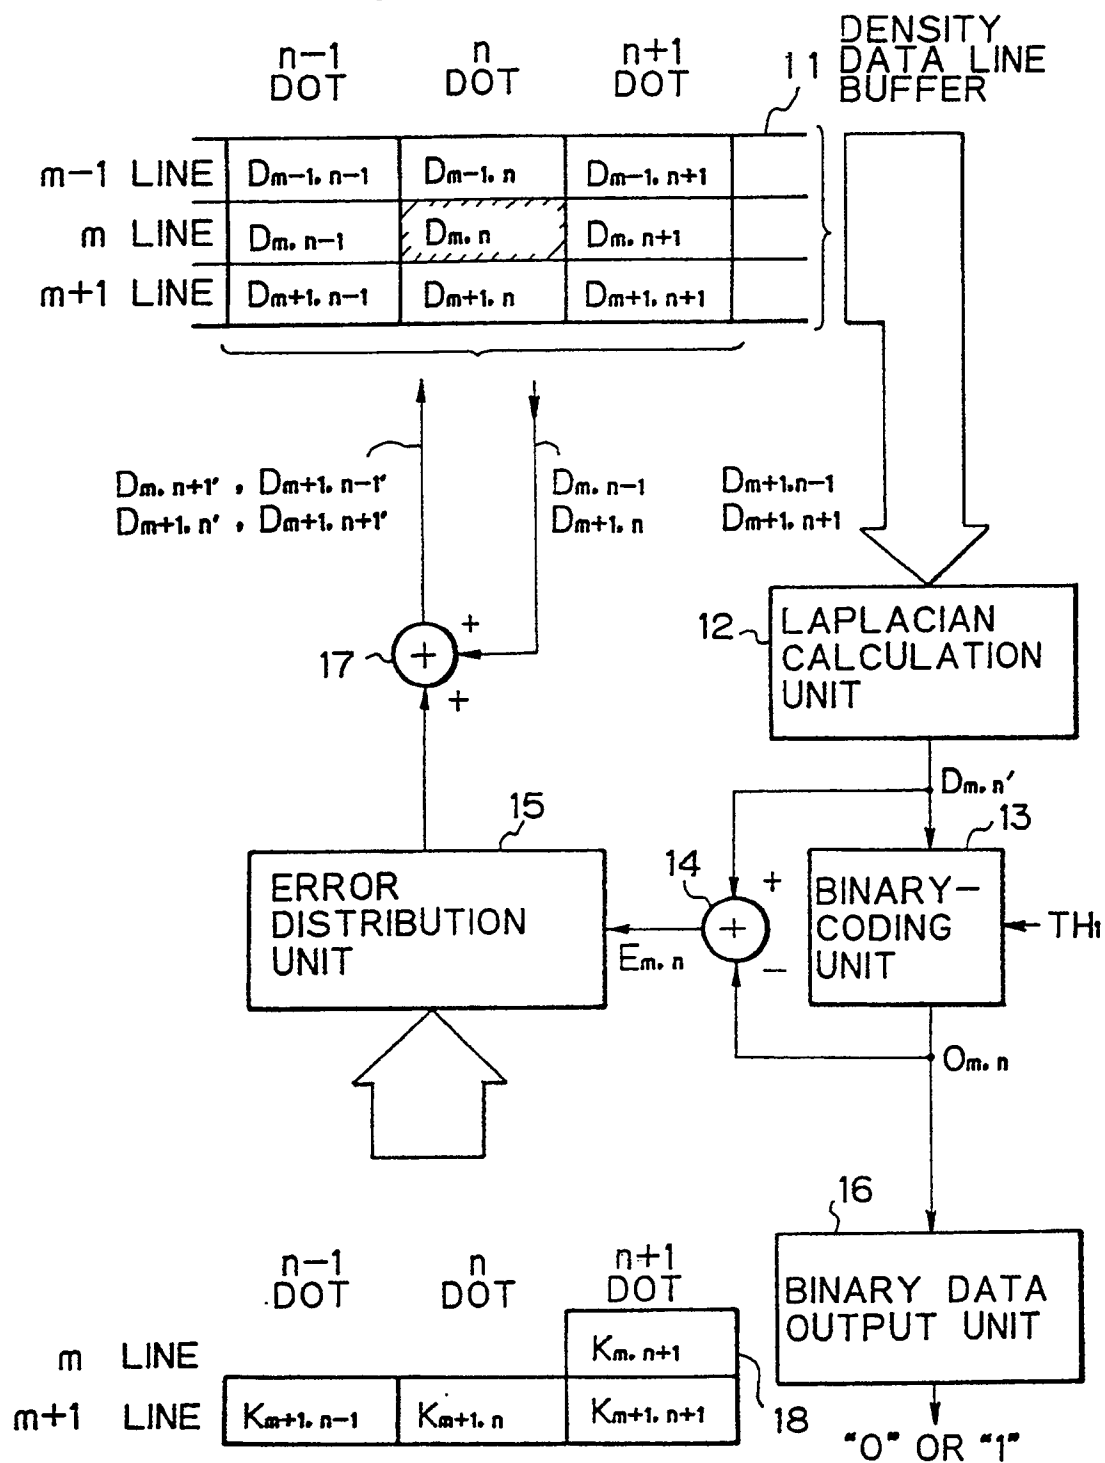 n-1 DOT
n DOT
n+1 DOT
11
DENSITY
DATA LINE
BUFFER
m-1 LINE
Dm-1. n-1
Dm-1. n
Dm-1. n+1
m LINE
Dm. n-1
Dm. n
Dm. n+1
m+1 LINE
Dm+1. n-1
Dm+1. n
Dm+1. n+1
Dm. n+1' , Dm+1. n-1'
Dm+1. n' , Dm+1. n+1'
Dm. n-1
Dm+1.n-1
Dm+1. n
Dm+1. n+1
17
+
+
+
12
LAPLACIAN
CALCULATION
UNIT
Dm. n'
15
ERROR
DISTRIBUTION
UNIT
Em. n
14
+
+
−
13
BINARY-
CODING
UNIT
TH1
Om. n
16
BINARY DATA
OUTPUT UNIT
"0" OR "1"
n-1 DOT
n DOT
n+1 DOT
m LINE
Km. n+1
m+1 LINE
Km+1. n-1
Km+1. n
Km+1. n+1
18